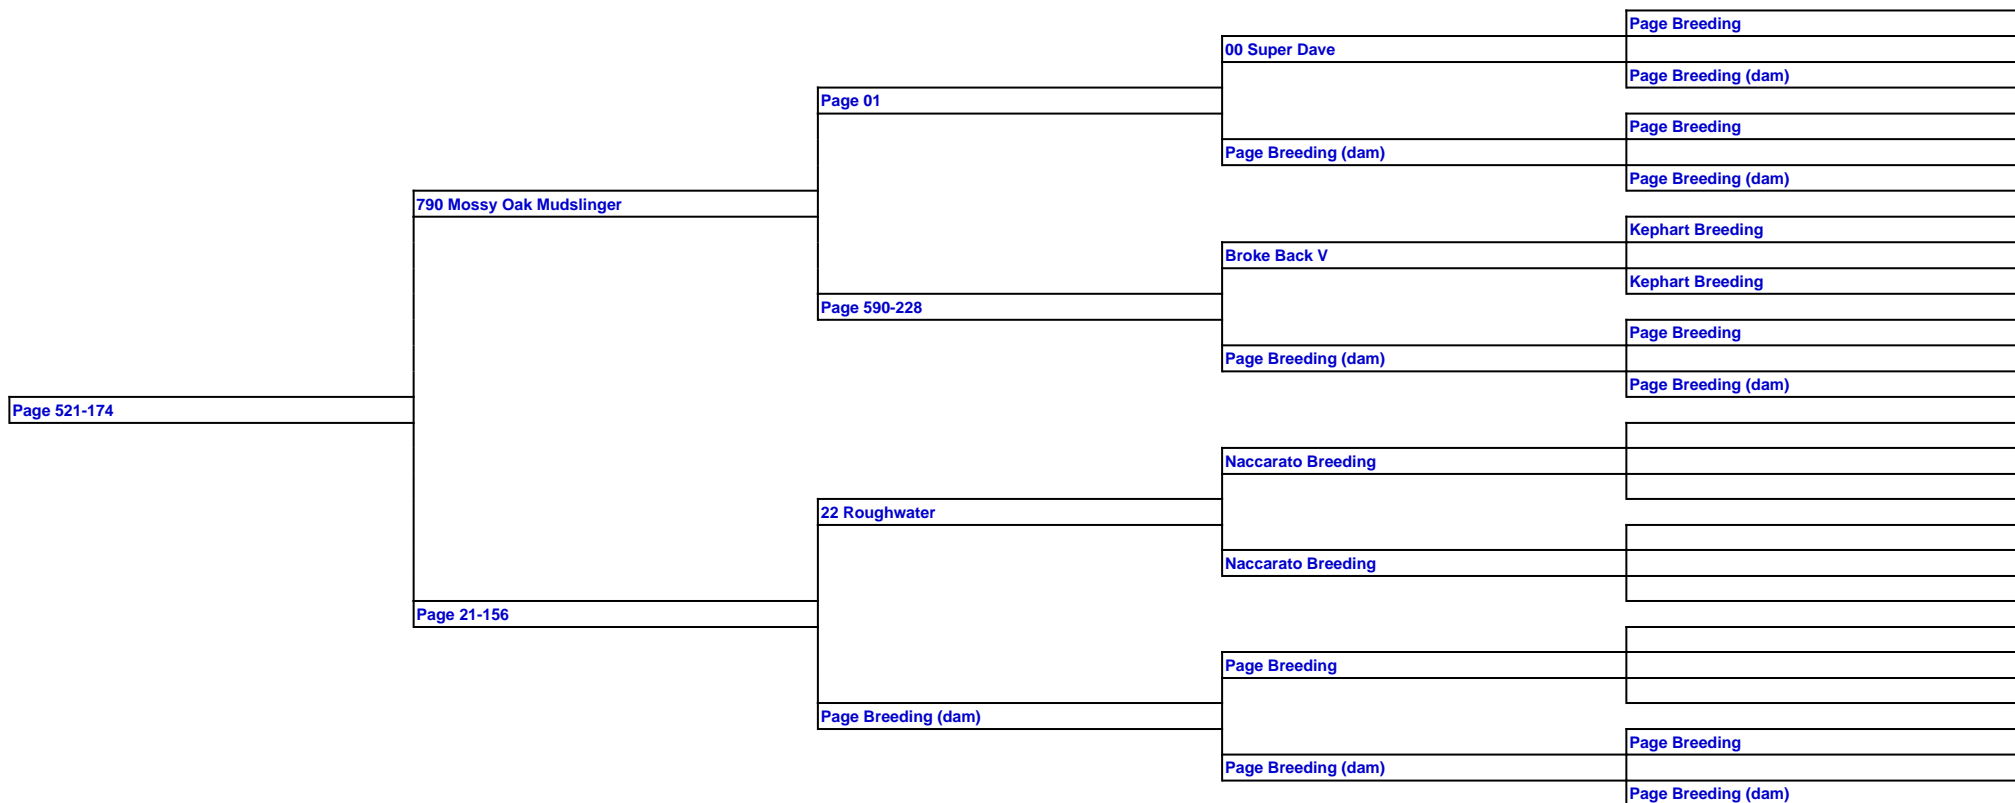 Page Breeding
00 Super Dave
Page Breeding (dam)
Page 01
Page Breeding
Page Breeding (dam)
Page Breeding (dam)
790 Mossy Oak Mudslinger
Kephart Breeding
Broke Back V
Kephart Breeding
Page 590-228
Page Breeding
Page Breeding (dam)
Page Breeding (dam)
Page 521-174
Naccarato Breeding
22 Roughwater
Naccarato Breeding
Page 21-156
Page Breeding
Page Breeding (dam)
Page Breeding
Page Breeding (dam)
Page Breeding (dam)